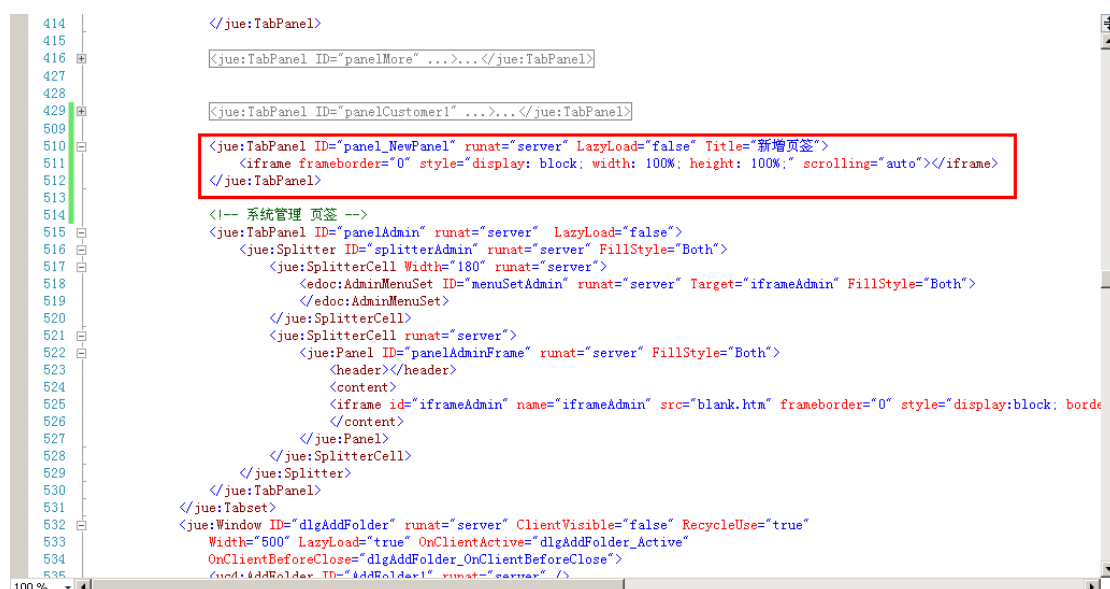 414 </jue:TabPanel>
415
416 <jue:TabPanel ID="panelMore" ...>...</jue:TabPanel>
427
428
429 <jue:TabPanel ID="panelCustomer1" ...>...</jue:TabPanel>
509
510 <jue:TabPanel ID="panel_NewPanel" runat="server" LazyLoad="false" Title="新增页签">
511 <iframe frameborder="0" style="display: block; width: 100%; height: 100%;" scrolling="auto"></iframe>
512 </jue:TabPanel>
513
514 <!-- 系统管理 页签 -->
515 <jue:TabPanel ID="panelAdmin" runat="server"  LazyLoad="false">
516 <jue:Splitter ID="splitterAdmin" runat="server" FillStyle="Both">
517 <jue:SplitterCell Width="180" runat="server">
518 <edoc:AdminMenuSet ID="menuSetAdmin" runat="server" Target="iframeAdmin" FillStyle="Both">
519 </edoc:AdminMenuSet>
520 </jue:SplitterCell>
521 <jue:SplitterCell runat="server">
522 <jue:Panel ID="panelAdminFrame" runat="server" FillStyle="Both">
523 <header></header>
524 <content>
525 <iframe id="iframeAdmin" name="iframeAdmin" src="blank.htm" frameborder="0" style="display:block; borde
526 </content>
527 </jue:Panel>
528 </jue:SplitterCell>
529 </jue:Splitter>
530 </jue:TabPanel>
531 </jue:Tabset>
532 <jue:Window ID="dlgAddFolder" runat="server" ClientVisible="false" RecycleUse="true"
533 Width="500" LazyLoad="true" OnClientActive="dlgAddFolder_Active"
534 OnClientBeforeClose="dlgAddFolder_OnClientBeforeClose">
535 <uc4:AddFolder ID="AddFolder1" runat="server" />
100 %